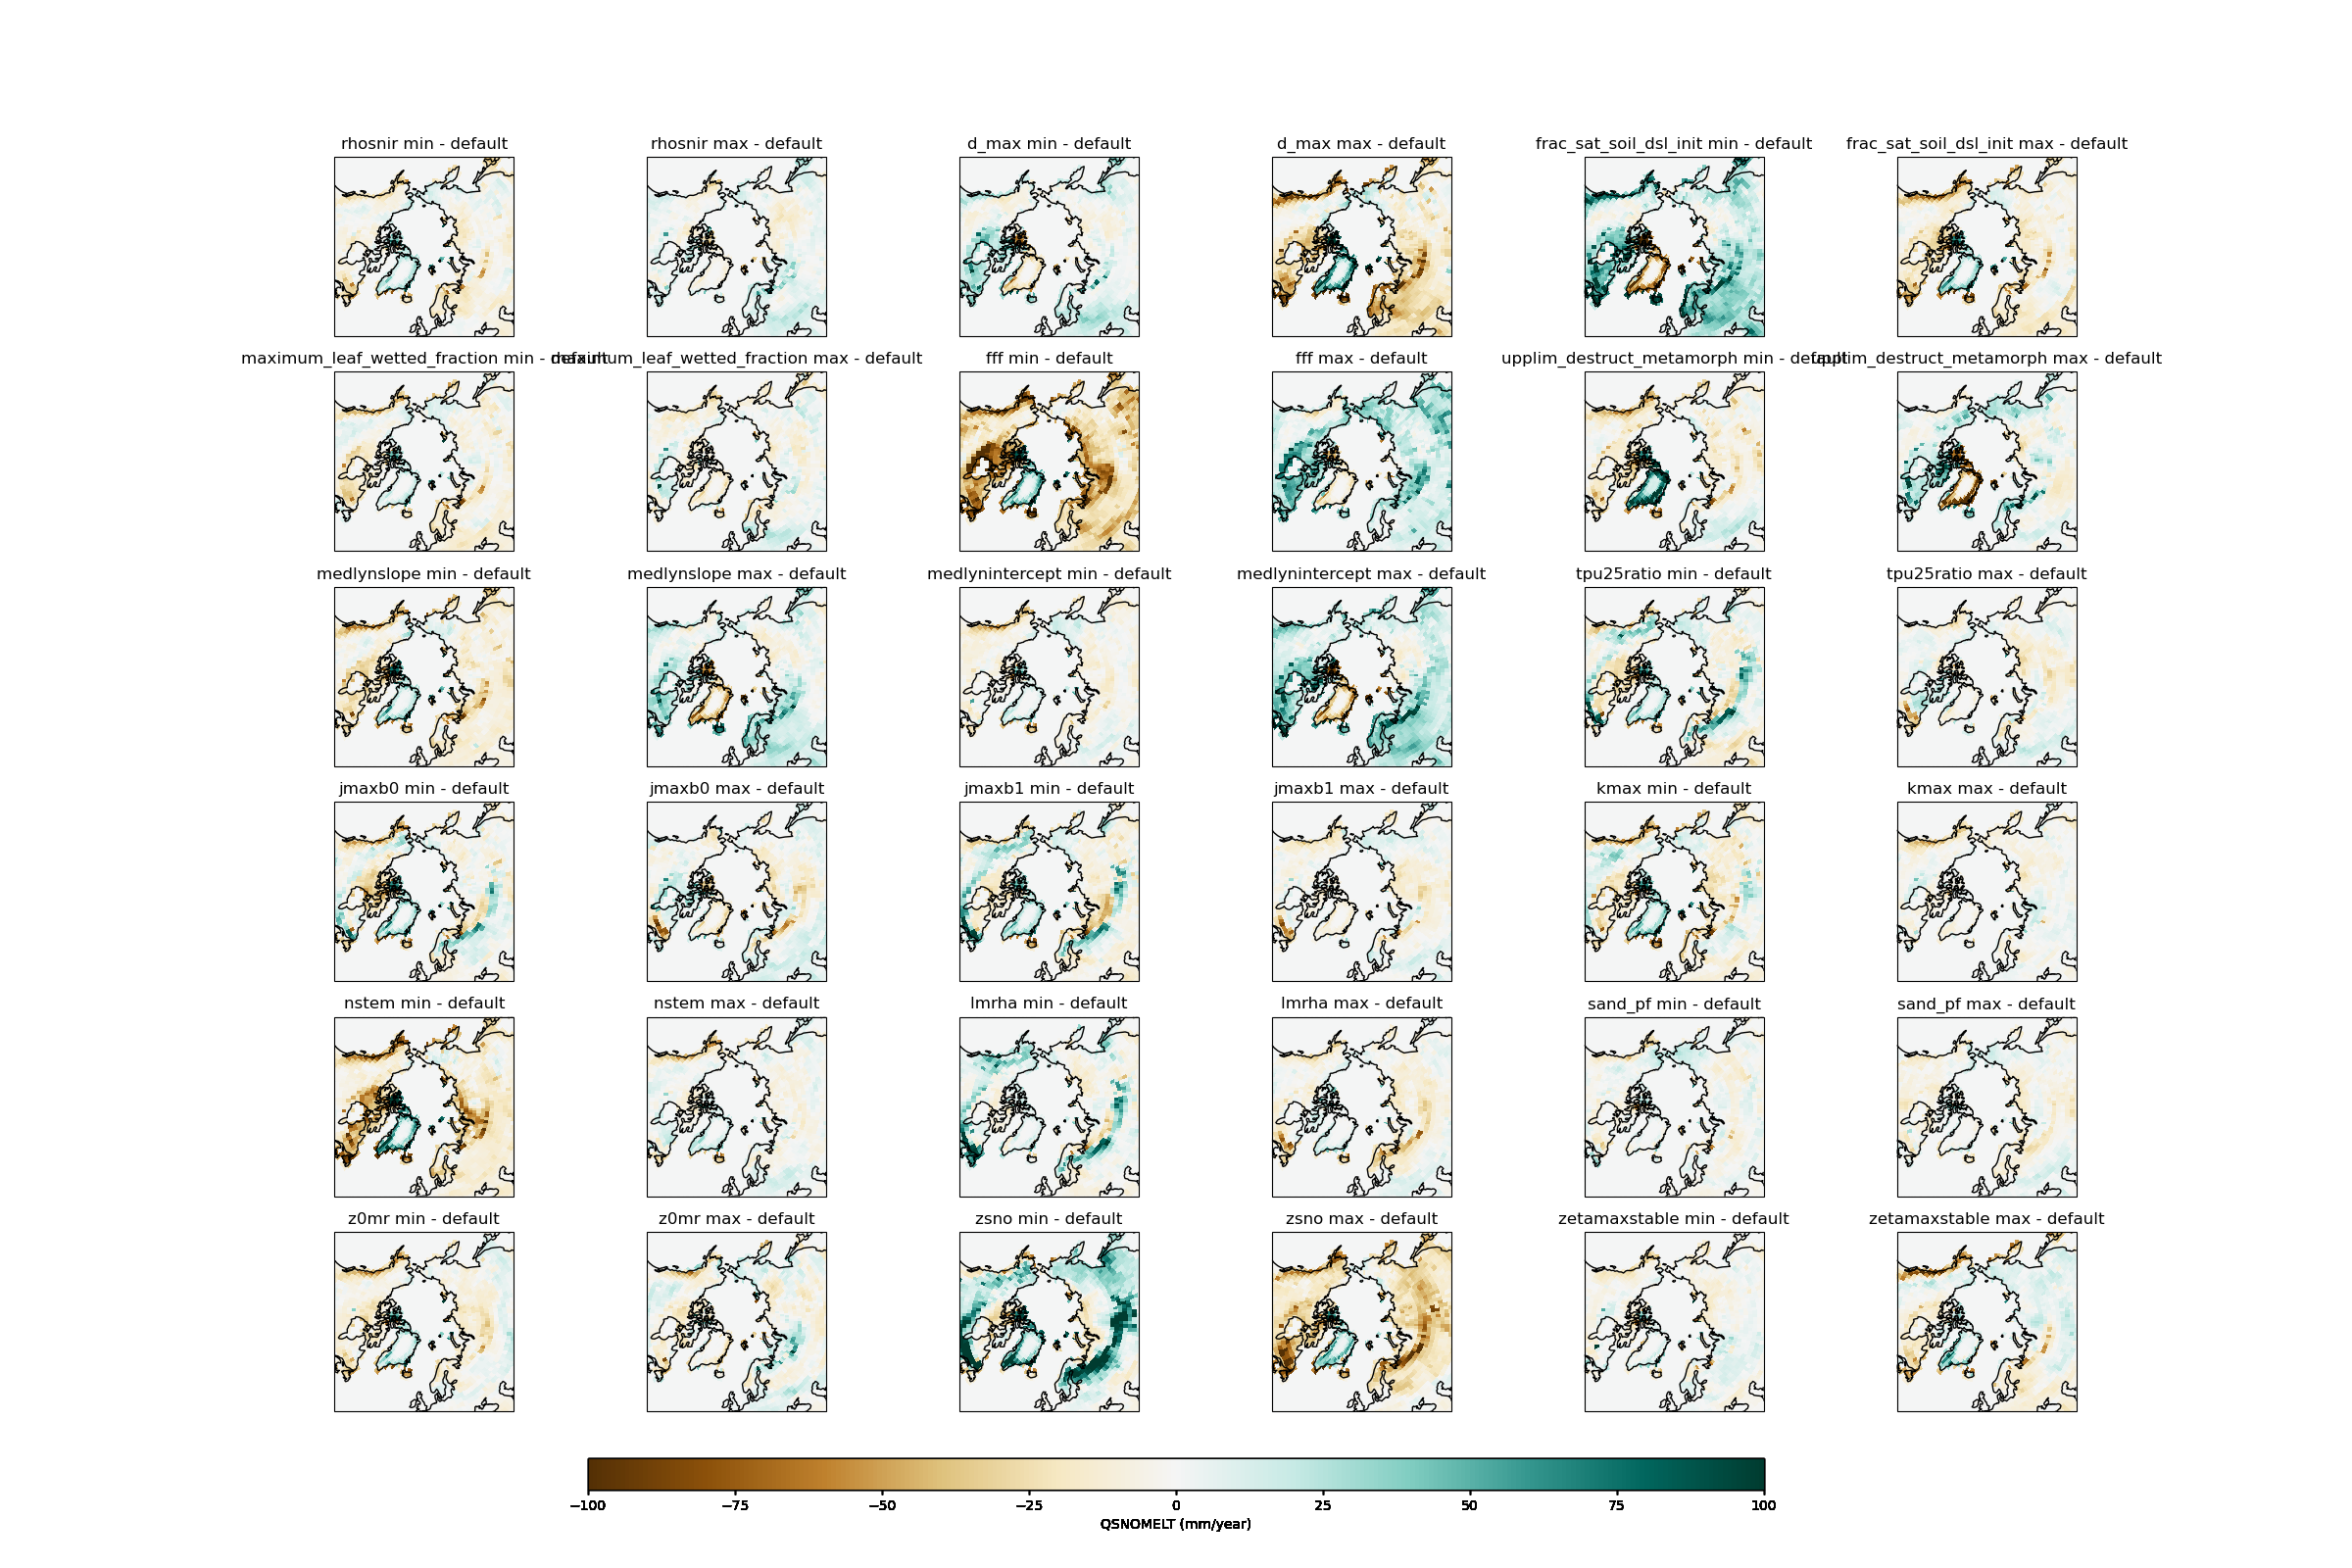 rhosnir min - default
rhosnir max - default
d_max min - default
d_max max - default
frac_sat_soil_dsl_init min - default
frac_sat_soil_dsl_init max - default
maximum_leaf_wetted_fraction min - default
maximum_leaf_wetted_fraction max - default
fff min - default
fff max - default
upplim_destruct_metamorph min - default
upplim_destruct_metamorph max - default
medlynslope min - default
medlynslope max - default
medlynintercept min - default
medlynintercept max - default
tpu25ratio min - default
tpu25ratio max - default
jmaxb0 min - default
jmaxb0 max - default
jmaxb1 min - default
jmaxb1 max - default
kmax min - default
kmax max - default
nstem min - default
nstem max - default
lmrha min - default
lmrha max - default
sand_pf min - default
sand_pf max - default
z0mr min - default
z0mr max - default
zsno min - default
zsno max - default
zetamaxstable min - default
zetamaxstable max - default
−100 −75 −50 −25 0 25 50 75 100
QSNOMELT (mm/year)